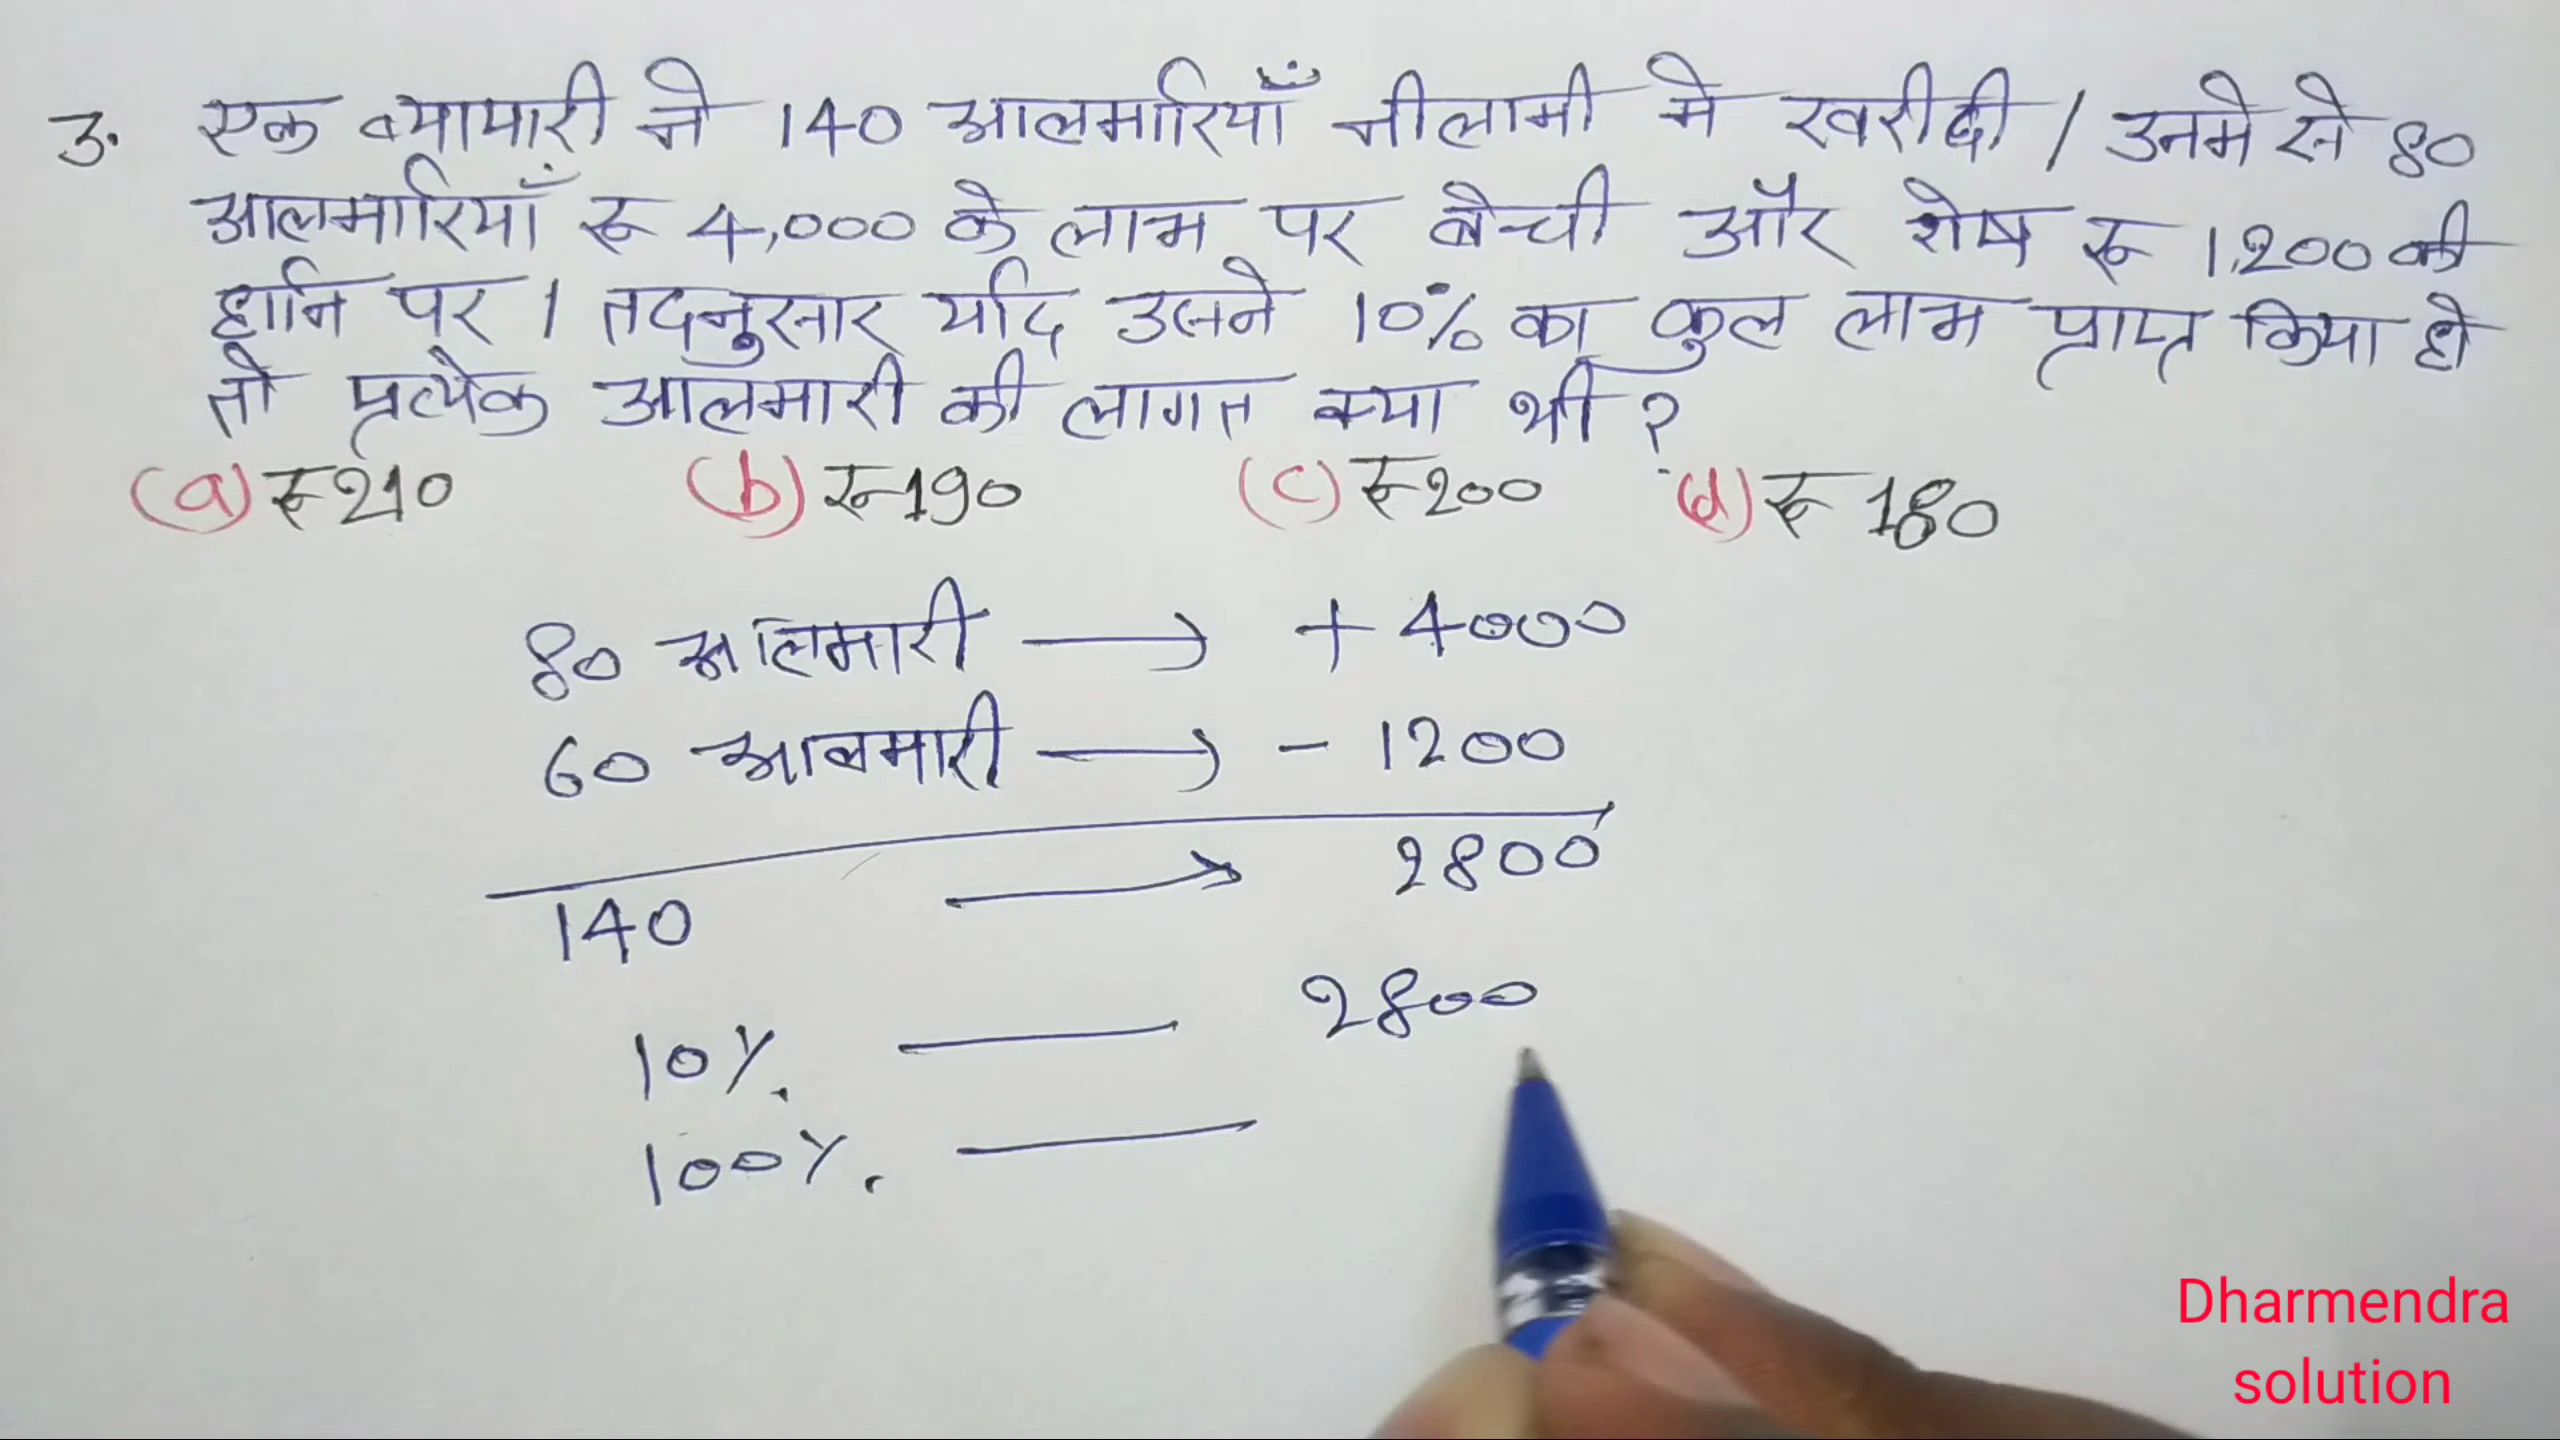 3. एक व्यापारी ने 140 आलमारियाँ नीलामी मे खरीदी । उनमे से 80
आलमारियाँ रू 4,000 के लाभ पर बेची और शेष रू 1,200 की
हानि पर । तदनुसार यदि उसने 10% का कुल लाभ प्राप्त किया हो
तो प्रत्येक आलमारी की लागत क्या थी ?
(a) रू 210 (b) रू 190 (c) रू 200 (d) रू 180
80 आलमारी → + 4000
60 आलमारी → - 1200
140 → 2800
10% — 2800
100% —
Dharmendra
solution